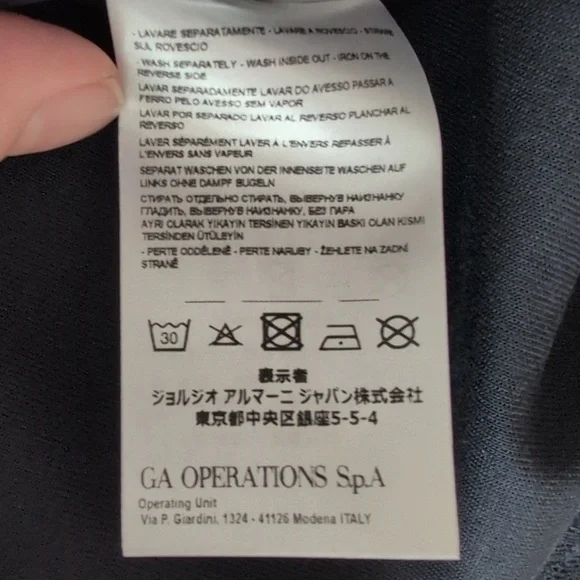 - LAVARE SEPARATAMENTE - LAVARE A ROVESCIO - STIRARE
SUL ROVESCIO
- WASH SEPARATELY - WASH INSIDE OUT - IRON ON THE
REVERSE SIDE
LAVAR SEPARADAMENTE LAVAR DO AVESSO PASSAR A
FERRO PELO AVESSO SEM VAPOR
LAVAR POR SEPARADO LAVAR AL REVERSO PLANCHAR AL
REVERSO
LAVER SÉPARÉMENT LAVER À L'ENVERS REPASSER À
L'ENVERS SANS VAPEUR
SEPARAT WASCHEN VON DER INNENSEITE WASCHEN AUF
LINKS OHNE DAMPF BÜGELN
СТИРАТЬ ОТДЕЛЬНО СТИРАТЬ, ВЫВЕРНУВ НАИЗНАНКУ
ГЛАДИТЬ, ВЫВЕРНУВ НАИЗНАНКУ, БЕЗ ПАРА
AYRI OLARAK YIKAYIN TERSİNEN YIKAYIN BASKI OLAN KISMI
TERSİNDEN ÜTÜLEYİN
- PERTE ODDĚLENĚ - PERTE NARUBY - ŽEHLETE NA ZADNÍ
STRANĚ
30
表示者
ジョルジオ アルマーニ ジャパン株式会社
東京都中央区銀座5-5-4
GA OPERATIONS S.p.A
Operating Unit
Via P. Giardini, 1324 - 41126 Modena ITALY